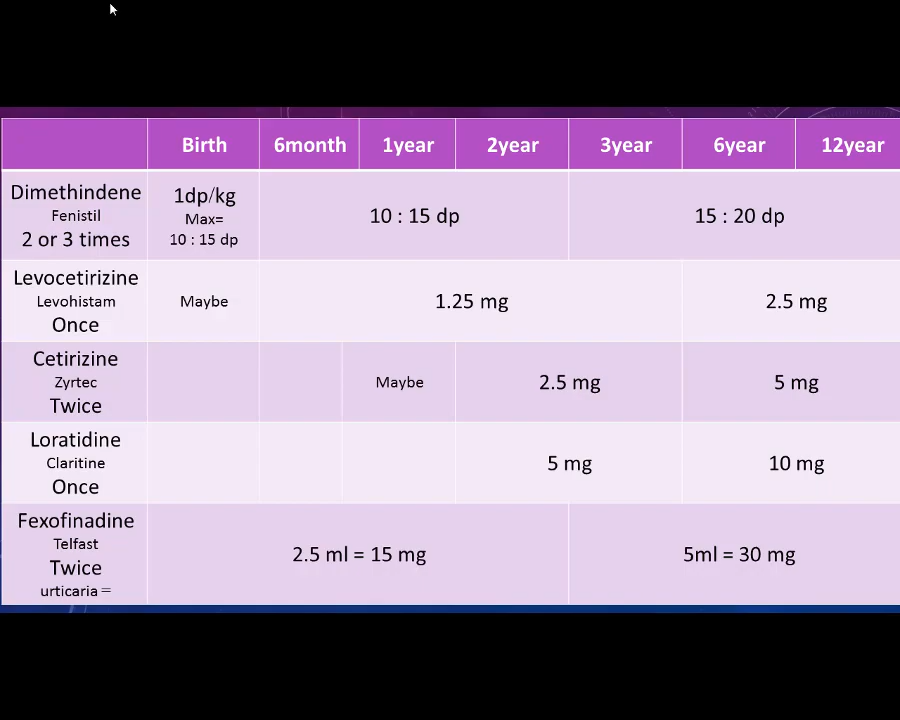 Birth 6month 1year 2year 3year 6year 12year
Dimethindene
Fenistil
2 or 3 times
1dp/kg
Max=
10 : 15 dp
10 : 15 dp
15 : 20 dp
Levocetirizine
Levohistam
Once
Maybe
1.25 mg
2.5 mg
Cetirizine
Zyrtec
Twice
Maybe
2.5 mg
5 mg
Loratidine
Claritine
Once
5 mg
10 mg
Fexofinadine
Telfast
Twice
urticaria =
2.5 ml = 15 mg
5ml = 30 mg